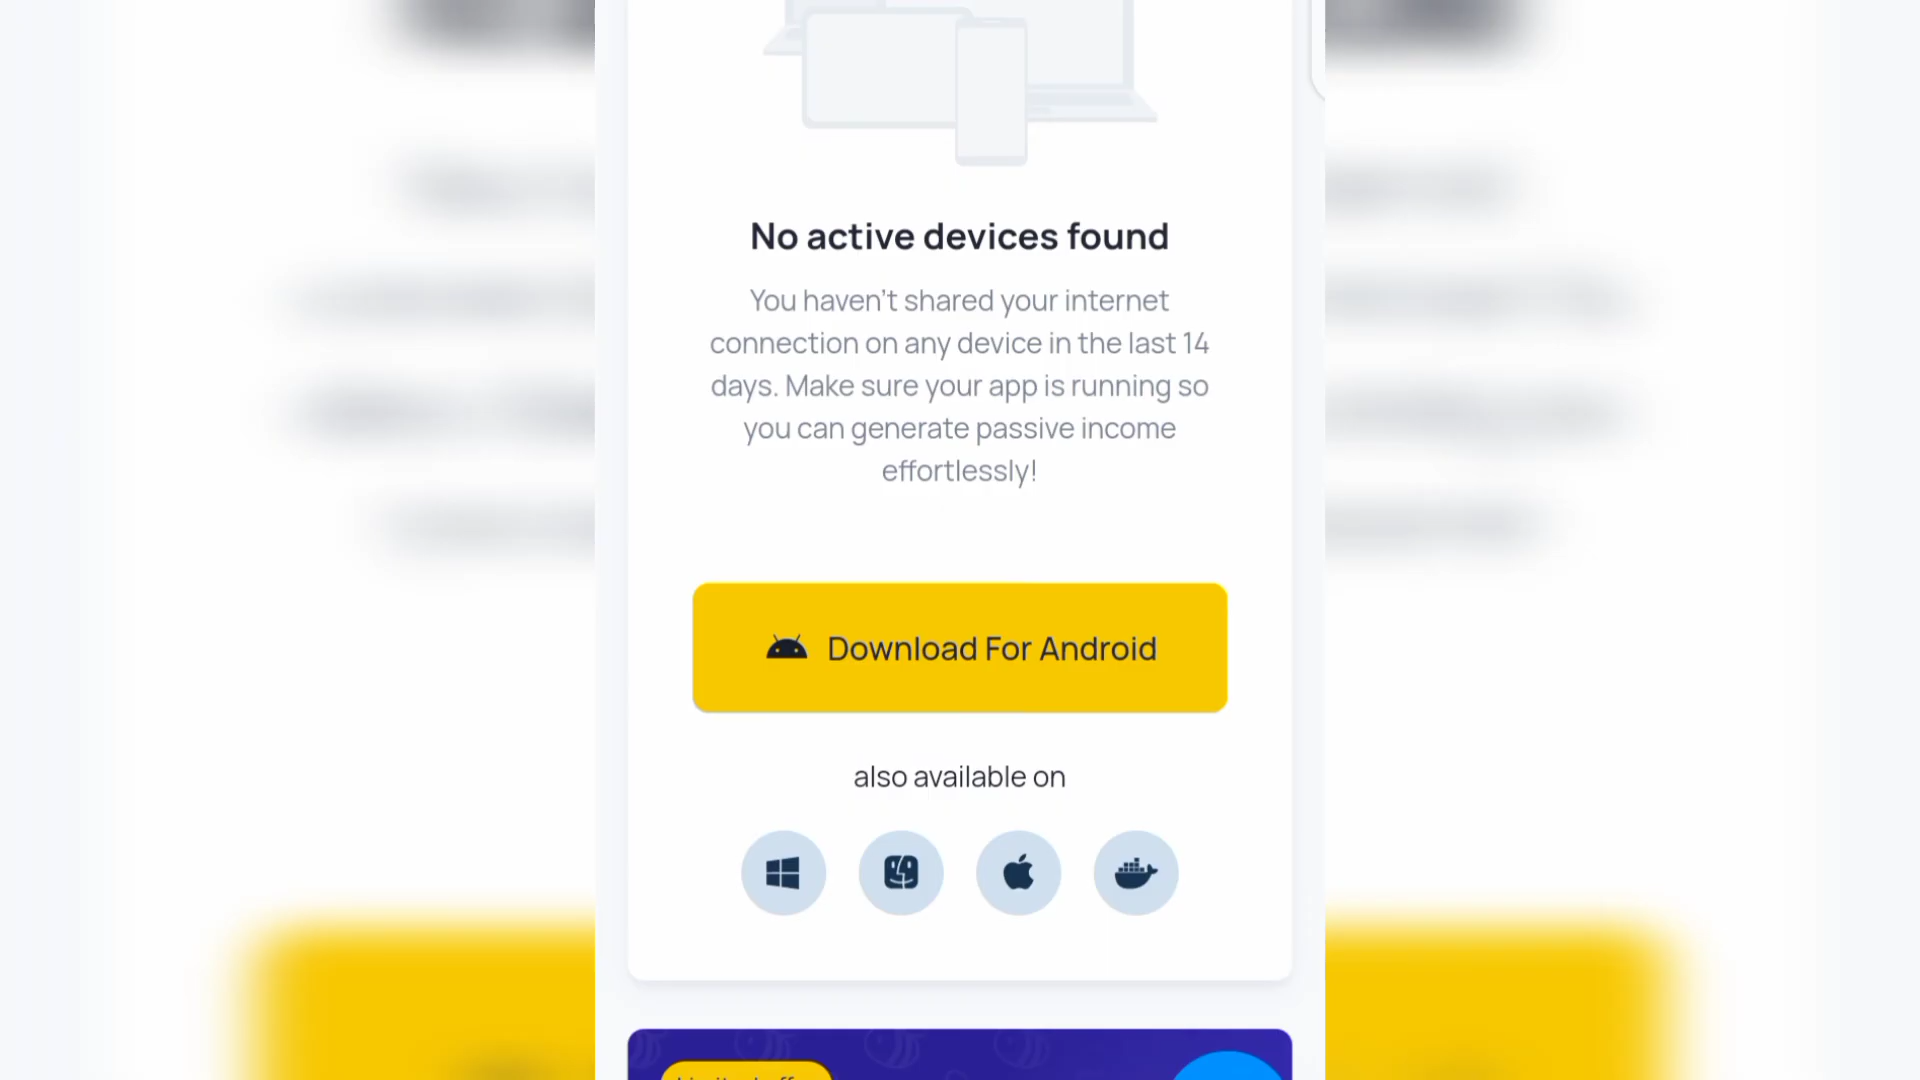 No active devices found
You haven't shared your internet
connection on any device in the last 14
days. Make sure your app is running so
you can generate passive income
effortlessly!
Download For Android
also available on